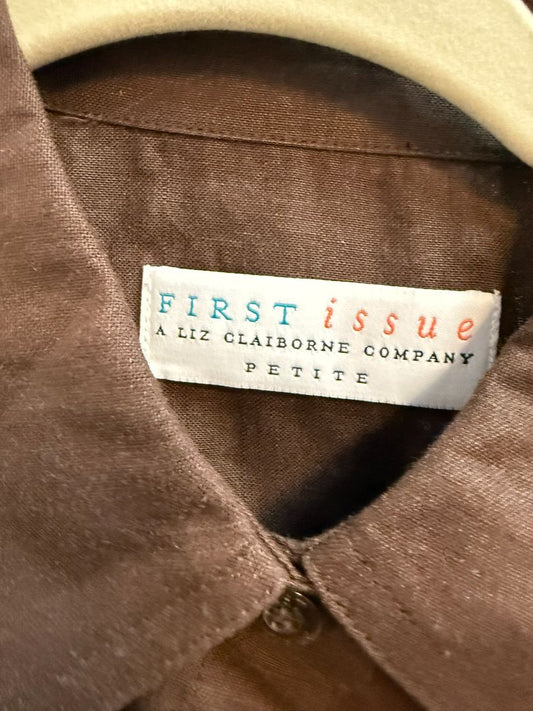 FIRST issue
A LIZ CLAIBORNE COMPANY
PETITE